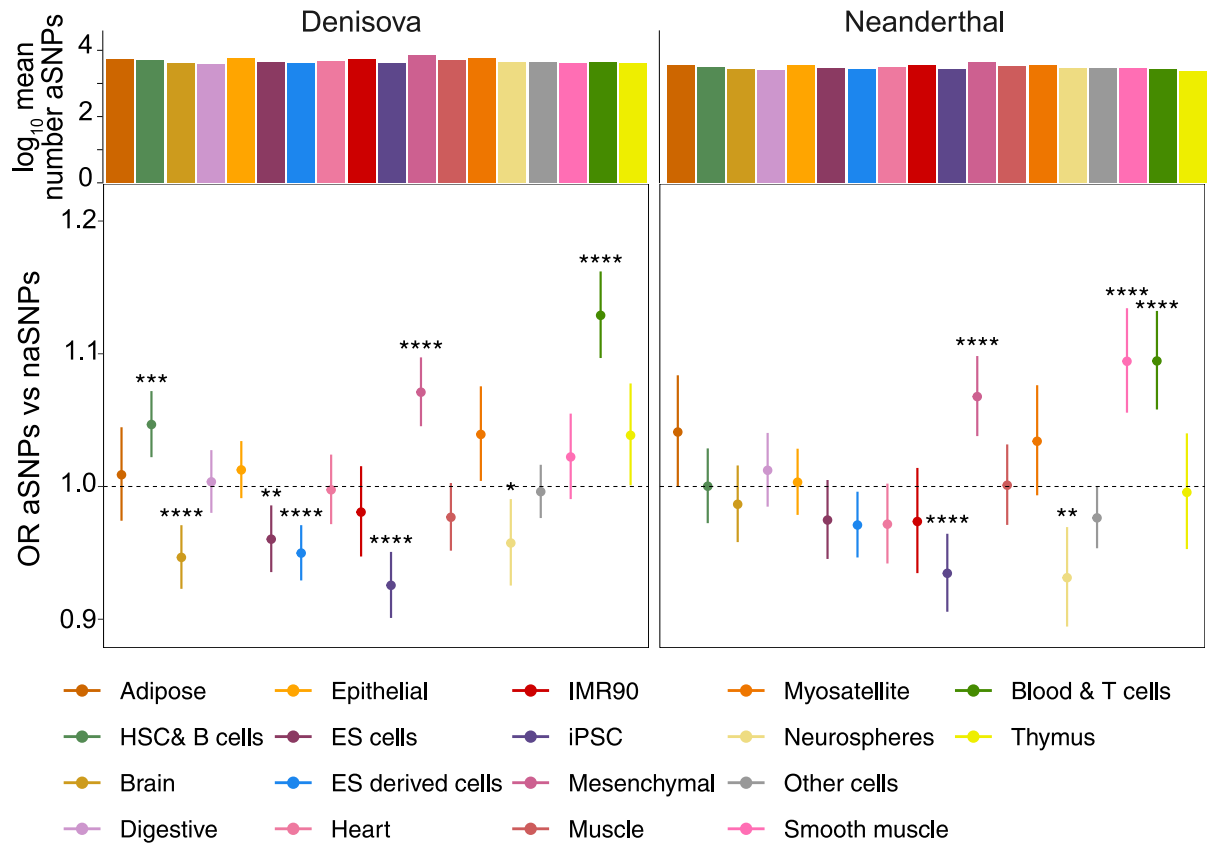 Denisova
Neanderthal
log10 mean
number aSNPs
4
2
0
OR aSNPs vs naSNPs
1.2
1.1
1.0
0.9
***
****
**
****
****
****
*
****
****
****
**
****
****
Adipose
Epithelial
IMR90
Myosatellite
Blood & T cells
HSC& B cells
ES cells
iPSC
Neurospheres
Thymus
Brain
ES derived cells
Mesenchymal
Other cells
Digestive
Heart
Muscle
Smooth muscle